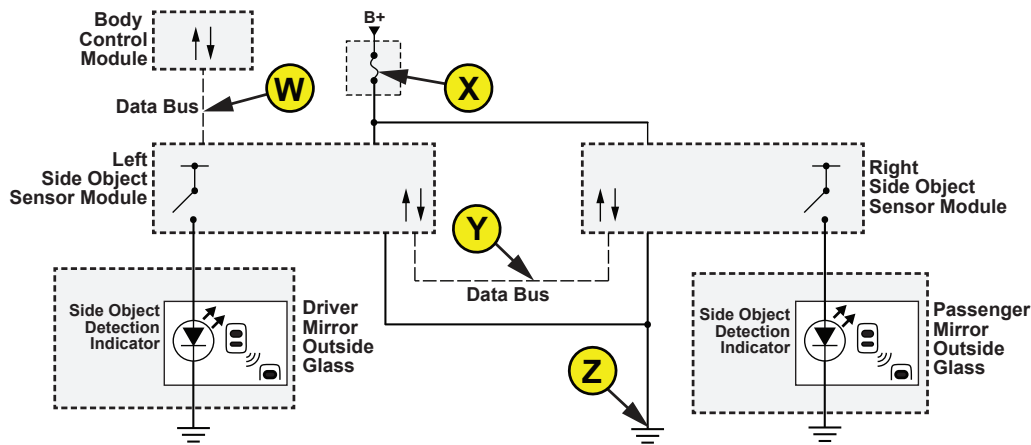 Body
Control
Module
B+
W
X
Data Bus
Left
Side Object
Sensor Module
Right
Side Object
Sensor Module
Y
Data Bus
Side Object
Detection
Indicator
Driver
Mirror
Outside
Glass
Z
Side Object
Detection
Indicator
Passenger
Mirror
Outside
Glass